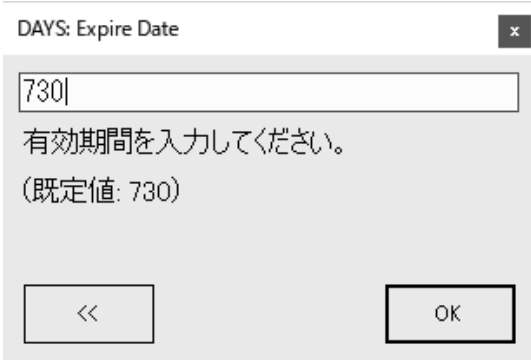 DAYS: Expire Date
x
730
有効期間を入力してください。
(既定値: 730)
<<
OK